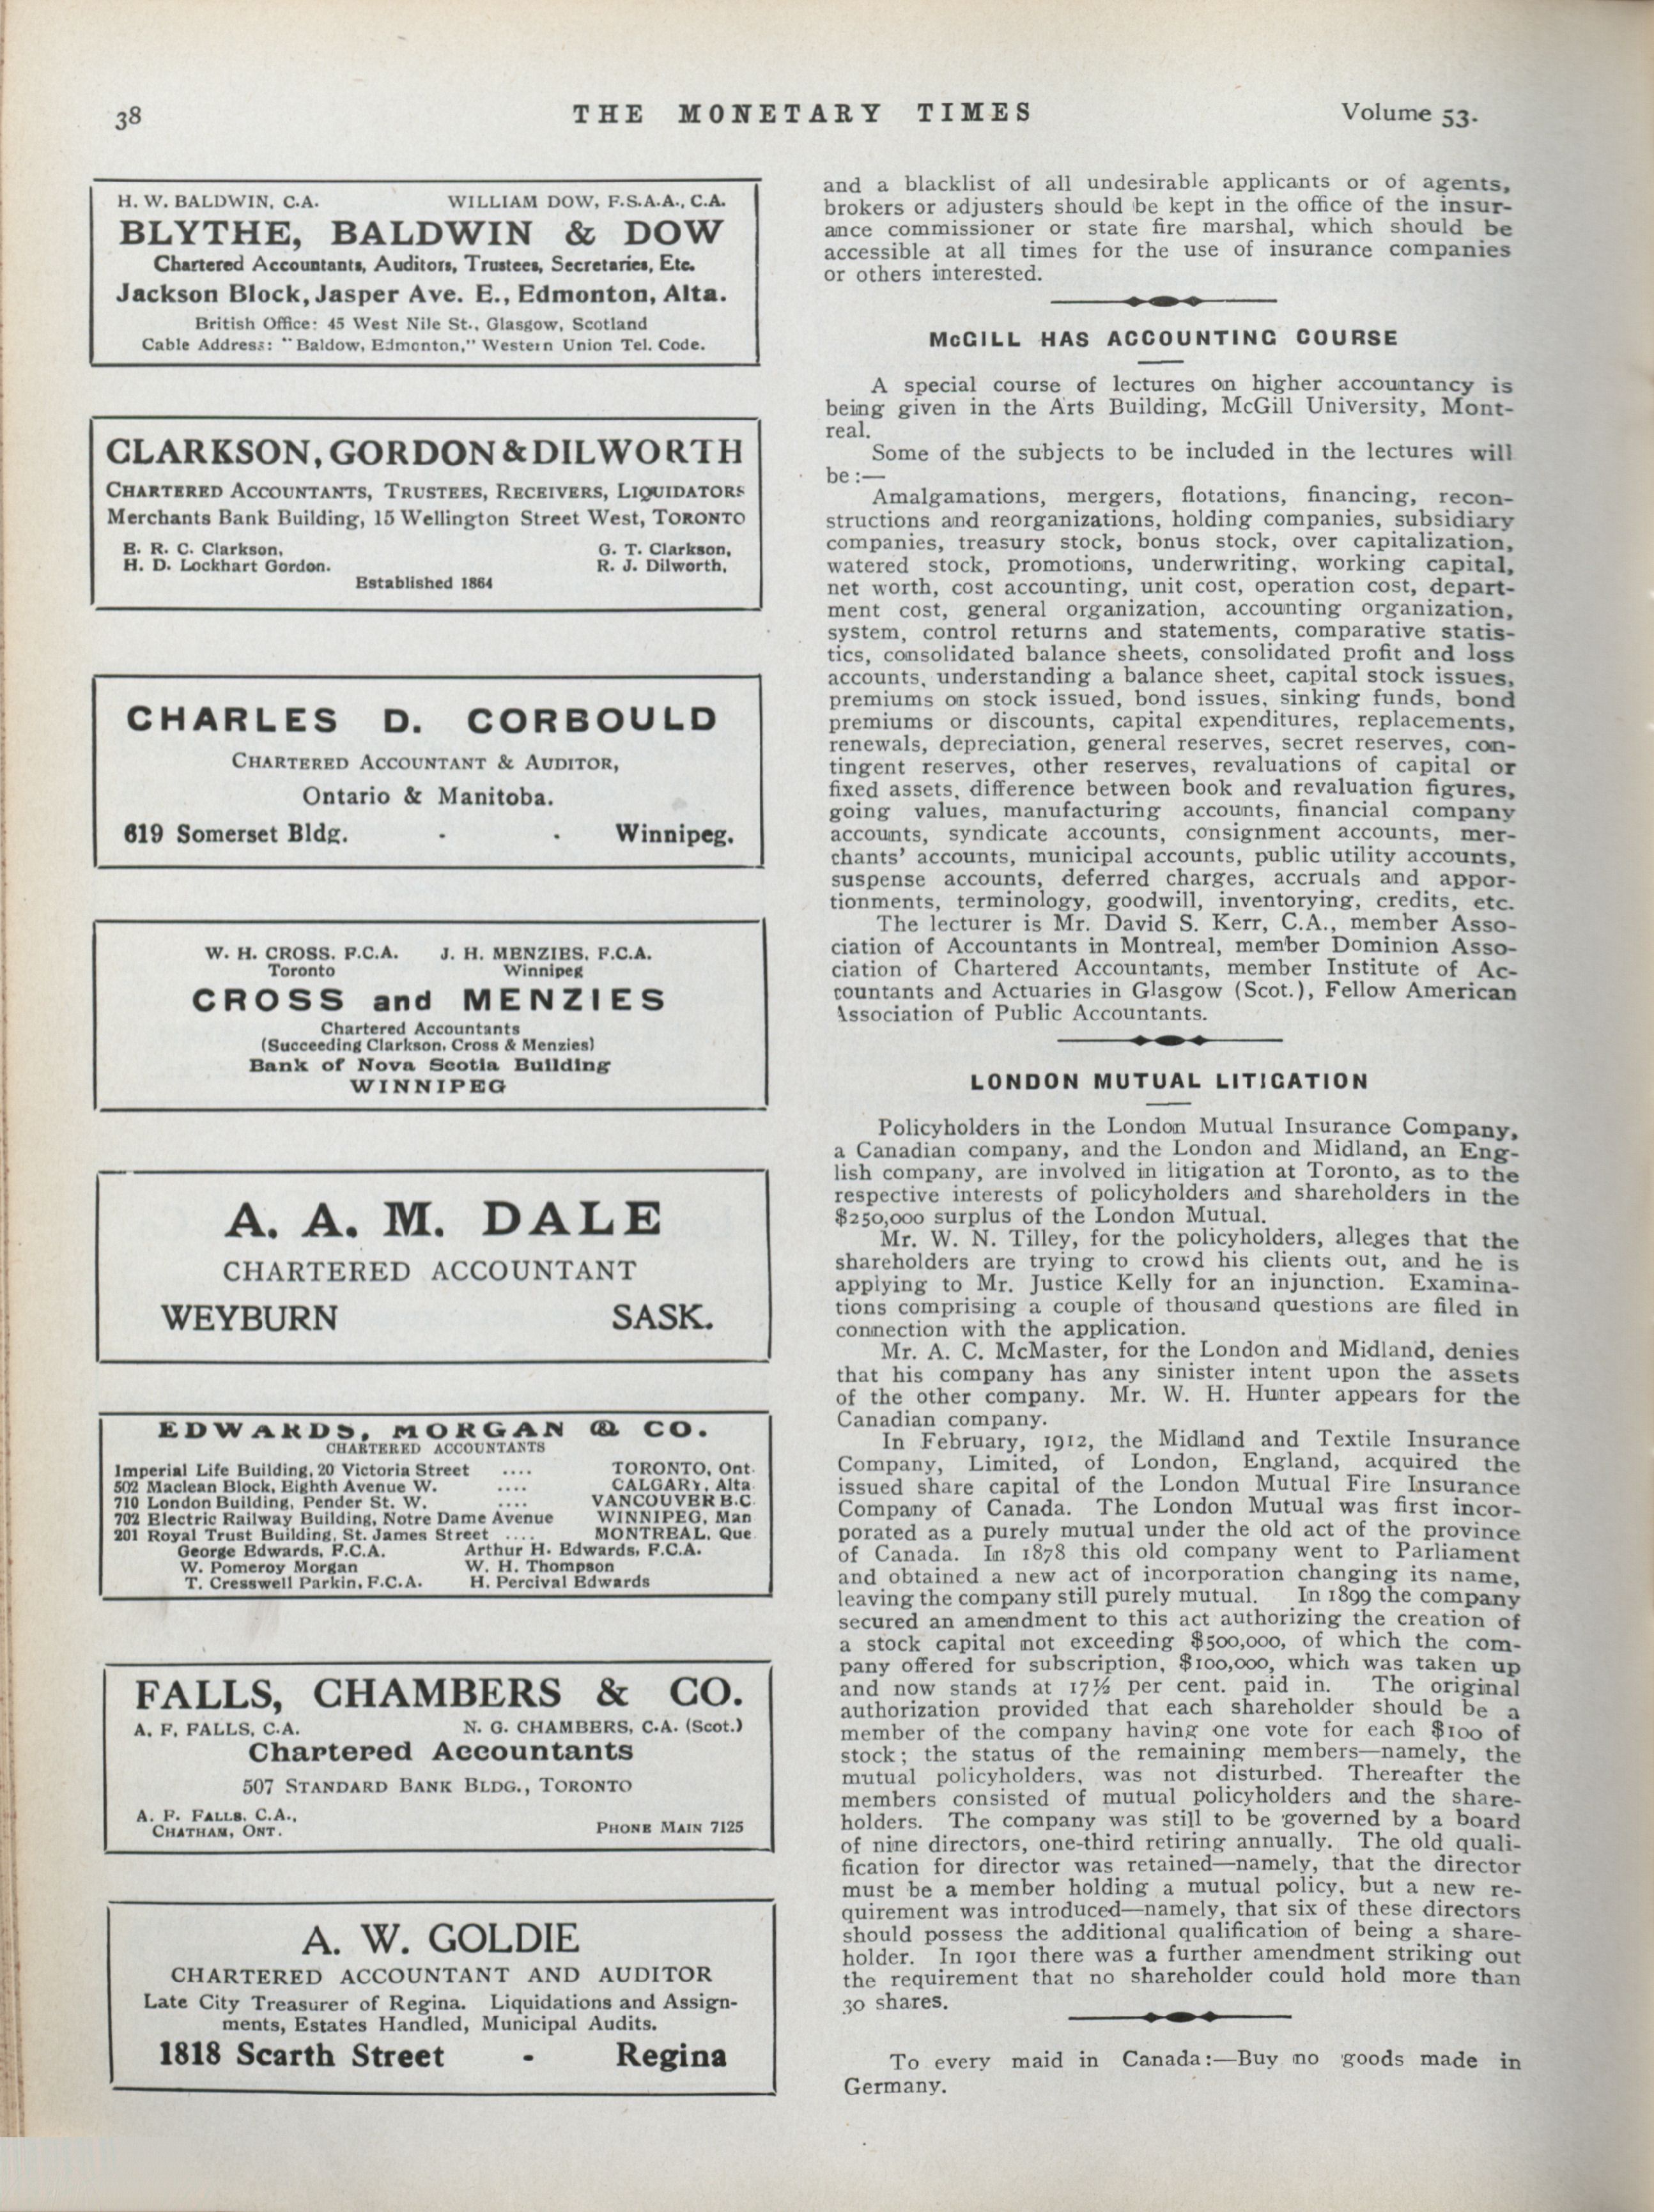 38
THE MONETARY TIMES
Volume 53.
H. W. BALDWIN, C.A. WILLIAM DOW, F.S.A.A., C.A.
BLYTHE, BALDWIN & DOW
Chartered Accountants, Auditors, Trustees, Secretaries, Etc.
Jackson Block, Jasper Ave. E., Edmonton, Alta.
British Office: 45 West Nile St., Glasgow, Scotland
Cable Address: "Baldow, Edmonton," Western Union Tel. Code.
CLARKSON, GORDON & DILWORTH
CHARTERED ACCOUNTANTS, TRUSTEES, RECEIVERS, LIQUIDATORS
Merchants Bank Building, 15 Wellington Street West, TORONTO
E. R. C. Clarkson, G. T. Clarkson,
H. D. Lockhart Gordon. R. J. Dilworth,
Established 1864
CHARLES D. CORBOULD
CHARTERED ACCOUNTANT & AUDITOR,
Ontario & Manitoba.
619 Somerset Bldg. - - Winnipeg.
W. H. CROSS. F.C.A. J. H. MENZIES, F.C.A.
Toronto Winnipeg
CROSS and MENZIES
Chartered Accountants
(Succeeding Clarkson, Cross & Menzies)
Bank of Nova Scotia Building
WINNIPEG
A. A. M. DALE
CHARTERED ACCOUNTANT
WEYBURN SASK.
EDWARDS, MORGAN & CO.
CHARTERED ACCOUNTANTS
Imperial Life Building, 20 Victoria Street .... TORONTO, Ont.
502 Maclean Block, Eighth Avenue W. .... CALGARY, Alta.
710 London Building, Pender St. W. .... VANCOUVER B.C.
702 Electric Railway Building, Notre Dame Avenue WINNIPEG, Man
201 Royal Trust Building, St. James Street .... MONTREAL, Que
George Edwards, F.C.A. Arthur H. Edwards, F.C.A.
W. Pomeroy Morgan W. H. Thompson
T. Cresswell Parkin, F.C.A. H. Percival Edwards
FALLS, CHAMBERS & CO.
A. F. FALLS, C.A. N. G. CHAMBERS, C.A. (Scot.)
Chartered Accountants
507 STANDARD BANK BLDG., TORONTO
A. F. FALLS, C.A.,
CHATHAM, ONT. PHONE MAIN 7125
A. W. GOLDIE
CHARTERED ACCOUNTANT AND AUDITOR
Late City Treasurer of Regina. Liquidations and Assign-
ments, Estates Handled, Municipal Audits.
1818 Scarth Street - Regina
and a blacklist of all undesirable applicants or of agents,
brokers or adjusters should be kept in the office of the insur-
ance commissioner or state fire marshal, which should be
accessible at all times for the use of insurance companies
or others interested.
McGILL HAS ACCOUNTING COURSE
A special course of lectures on higher accountancy is
being given in the Arts Building, McGill University, Mont-
real.
Some of the subjects to be included in the lectures will
be:—
Amalgamations, mergers, flotations, financing, recon-
structions and reorganizations, holding companies, subsidiary
companies, treasury stock, bonus stock, over capitalization,
watered stock, promotions, underwriting, working capital,
net worth, cost accounting, unit cost, operation cost, depart-
ment cost, general organization, accounting organization,
system, control returns and statements, comparative statis-
tics, consolidated balance sheets, consolidated profit and loss
accounts, understanding a balance sheet, capital stock issues,
premiums on stock issued, bond issues, sinking funds, bond
premiums or discounts, capital expenditures, replacements,
renewals, depreciation, general reserves, secret reserves, con-
tingent reserves, other reserves, revaluations of capital or
fixed assets, difference between book and revaluation figures,
going values, manufacturing accounts, financial company
accounts, syndicate accounts, consignment accounts, mer-
chants' accounts, municipal accounts, public utility accounts,
suspense accounts, deferred charges, accruals and appor-
tionments, terminology, goodwill, inventorying, credits, etc.
The lecturer is Mr. David S. Kerr, C.A., member Asso-
ciation of Accountants in Montreal, member Dominion Asso-
ciation of Chartered Accountants, member Institute of Ac-
countants and Actuaries in Glasgow (Scot.), Fellow American
Association of Public Accountants.
LONDON MUTUAL LITIGATION
Policyholders in the London Mutual Insurance Company,
a Canadian company, and the London and Midland, an Eng-
lish company, are involved in litigation at Toronto, as to the
respective interests of policyholders and shareholders in the
$250,000 surplus of the London Mutual.
Mr. W. N. Tilley, for the policyholders, alleges that the
shareholders are trying to crowd his clients out, and he is
applying to Mr. Justice Kelly for an injunction. Examina-
tions comprising a couple of thousand questions are filed in
connection with the application.
Mr. A. C. McMaster, for the London and Midland, denies
that his company has any sinister intent upon the assets
of the other company. Mr. W. H. Hunter appears for the
Canadian company.
In February, 1912, the Midland and Textile Insurance
Company, Limited, of London, England, acquired the
issued share capital of the London Mutual Fire Insurance
Company of Canada. The London Mutual was first incor-
porated as a purely mutual under the old act of the province
of Canada. In 1878 this old company went to Parliament
and obtained a new act of incorporation changing its name,
leaving the company still purely mutual. In 1899 the company
secured an amendment to this act authorizing the creation of
a stock capital not exceeding $500,000, of which the com-
pany offered for subscription, $100,000, which was taken up
and now stands at 17½ per cent. paid in. The original
authorization provided that each shareholder should be a
member of the company having one vote for each $100 of
stock; the status of the remaining members—namely, the
mutual policyholders, was not disturbed. Thereafter the
members consisted of mutual policyholders and the share-
holders. The company was still to be governed by a board
of nine directors, one-third retiring annually. The old quali-
fication for director was retained—namely, that the director
must be a member holding a mutual policy, but a new re-
quirement was introduced—namely, that six of these directors
should possess the additional qualification of being a share-
holder. In 1901 there was a further amendment striking out
the requirement that no shareholder could hold more than
30 shares.
To every maid in Canada:—Buy no goods made in
Germany.